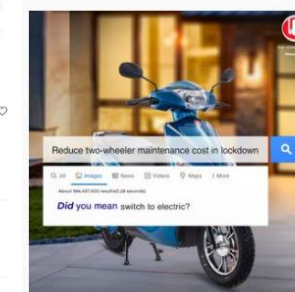 Reduce two-wheeler maintenance cost in lockdown
All Images News Videos Maps More
Did you mean switch to electric?